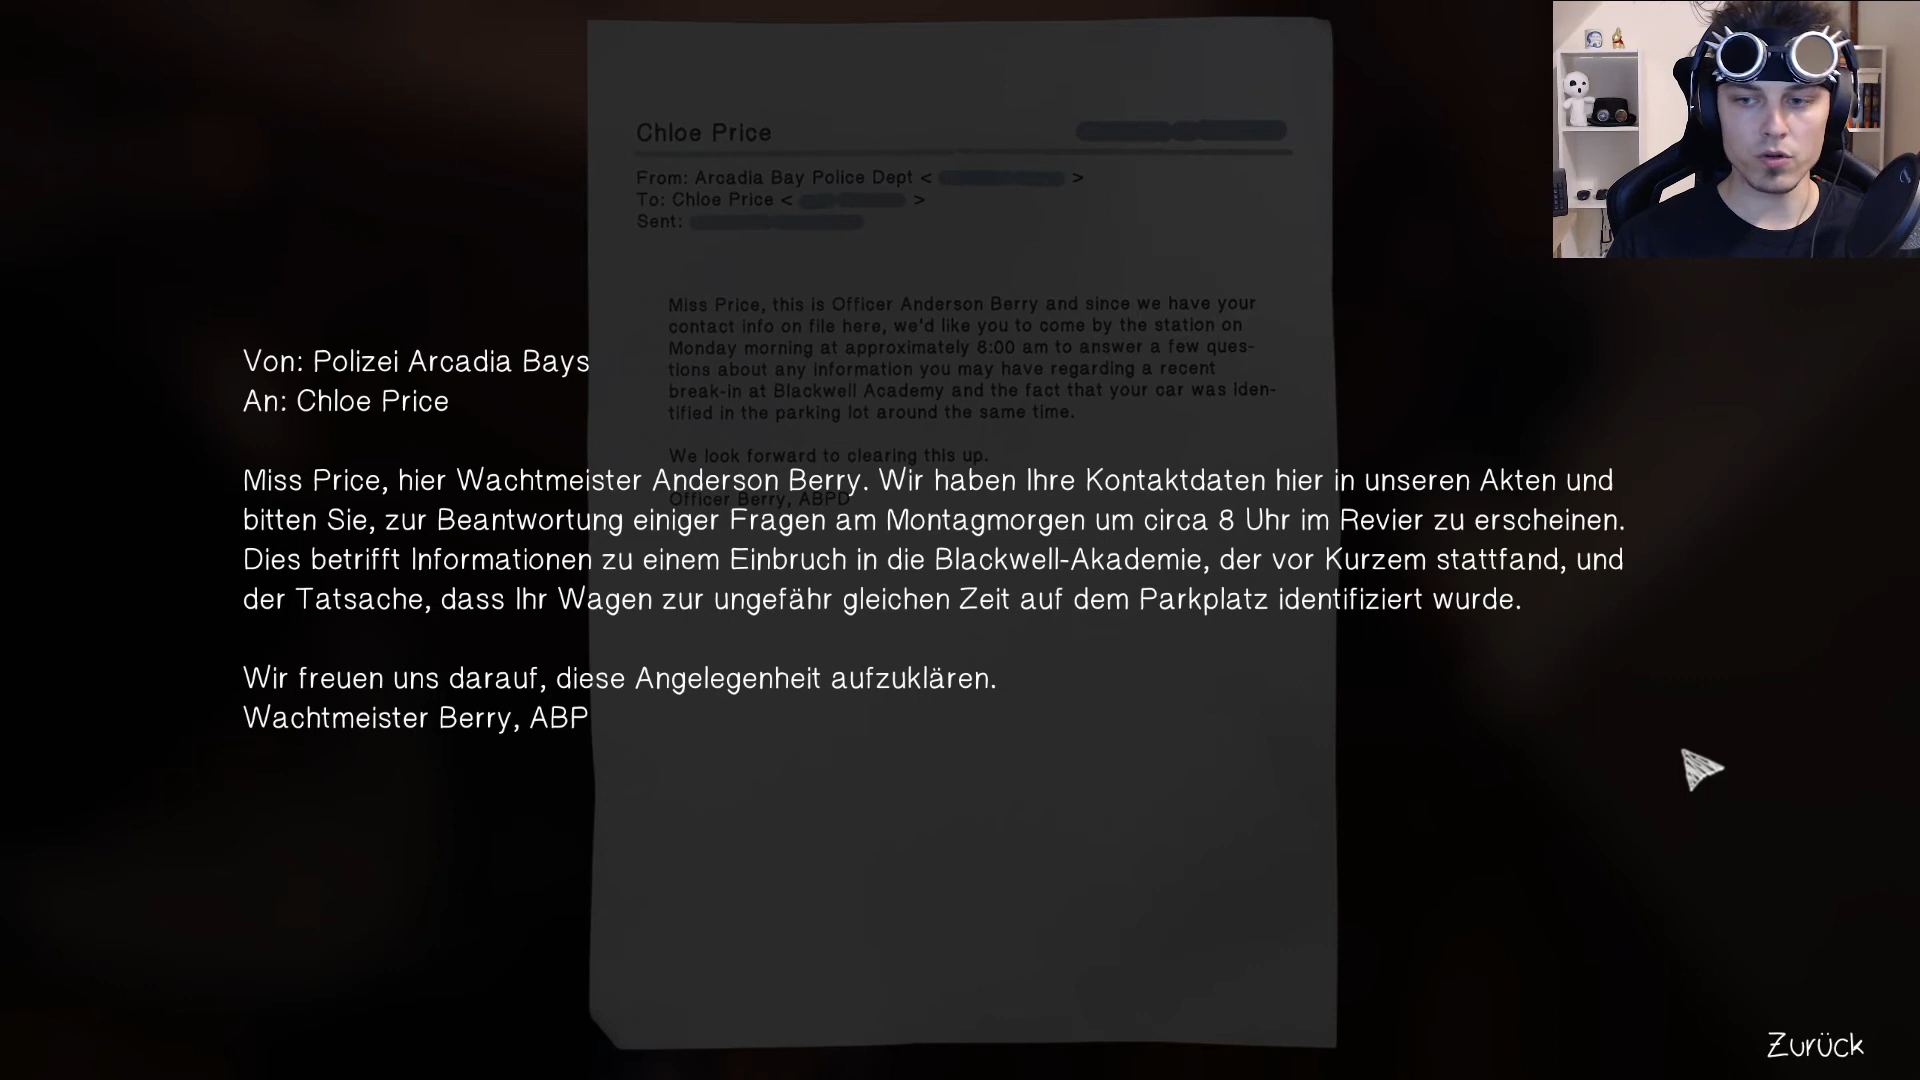 Chloe Price
From: Arcadia Bay Police Dept < >
To: Chloe Price < >
Sent:
Miss Price, this is Officer Anderson Berry and since we have your
contact info on file here, we'd like you to come by the station on
Monday morning at approximately 8:00 am to answer a few ques-
tions about any information you may have regarding a recent
break-in at Blackwell Academy and the fact that your car was iden-
tified in the parking lot around the same time.
We look forward to clearing this up.
Officer Berry, ABPD
Von: Polizei Arcadia Bays
An: Chloe Price
Miss Price, hier Wachtmeister Anderson Berry. Wir haben Ihre Kontaktdaten hier in unseren Akten und
bitten Sie, zur Beantwortung einiger Fragen am Montagmorgen um circa 8 Uhr im Revier zu erscheinen.
Dies betrifft Informationen zu einem Einbruch in die Blackwell-Akademie, der vor Kurzem stattfand, und
der Tatsache, dass Ihr Wagen zur ungefähr gleichen Zeit auf dem Parkplatz identifiziert wurde.
Wir freuen uns darauf, diese Angelegenheit aufzuklären.
Wachtmeister Berry, ABP
Zurück